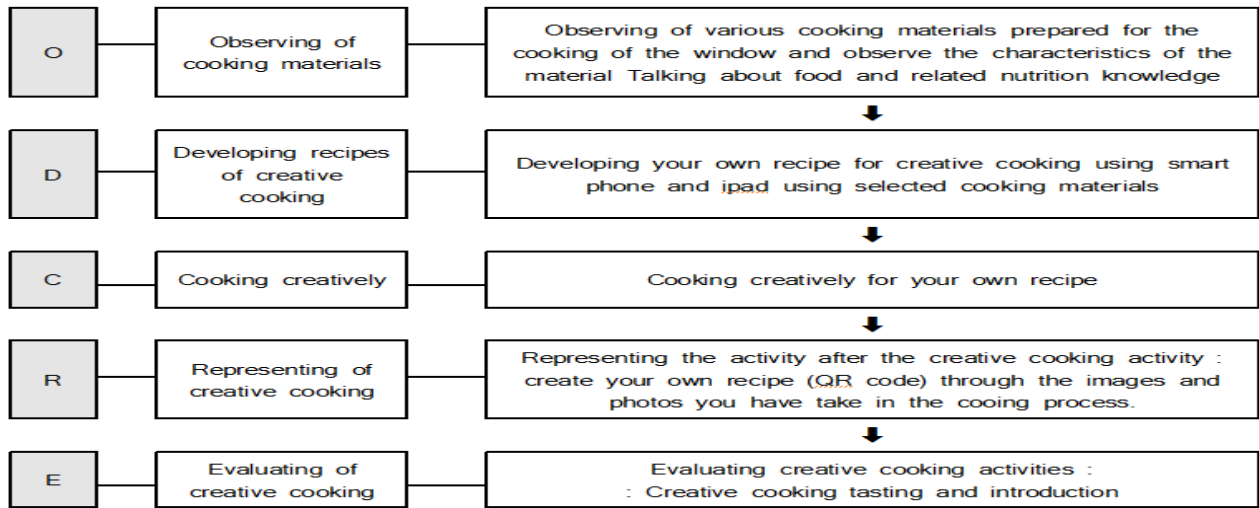 O
Observing of
cooking materials
Observing of various cooking materials prepared for the
cooking of the window and observe the characteristics of the
material Talking about food and related nutrition knowledge
D
Developing recipes
of creative
cooking
Developing your own recipe for creative cooking using smart
phone and ipad using selected cooking materials
C
Cooking creatively
Cooking creatively for your own recipe
R
Representing of
creative cooking
Representing the activity after the creative cooking activity :
create your own recipe (QR code) through the images and
photos you have take in the cooing process.
E
Evaluating of
creative cooking
Evaluating creative cooking activities :
: Creative cooking tasting and introduction